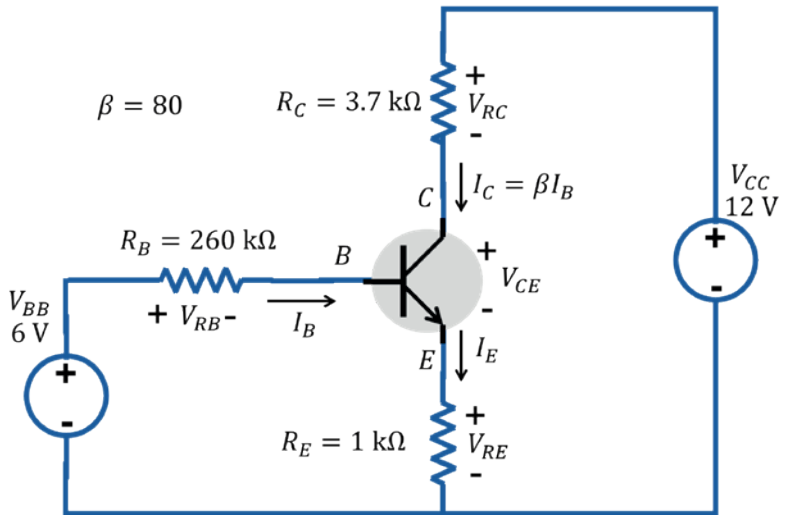 β = 80
R_C = 3.7 kΩ
+
V_RC
-
C
I_C = βI_B
V_CC
12 V
+
-
R_B = 260 kΩ
B
+
V_CE
-
V_BB
6 V
+ V_RB -
I_B
E
I_E
+
-
R_E = 1 kΩ
+
V_RE
-